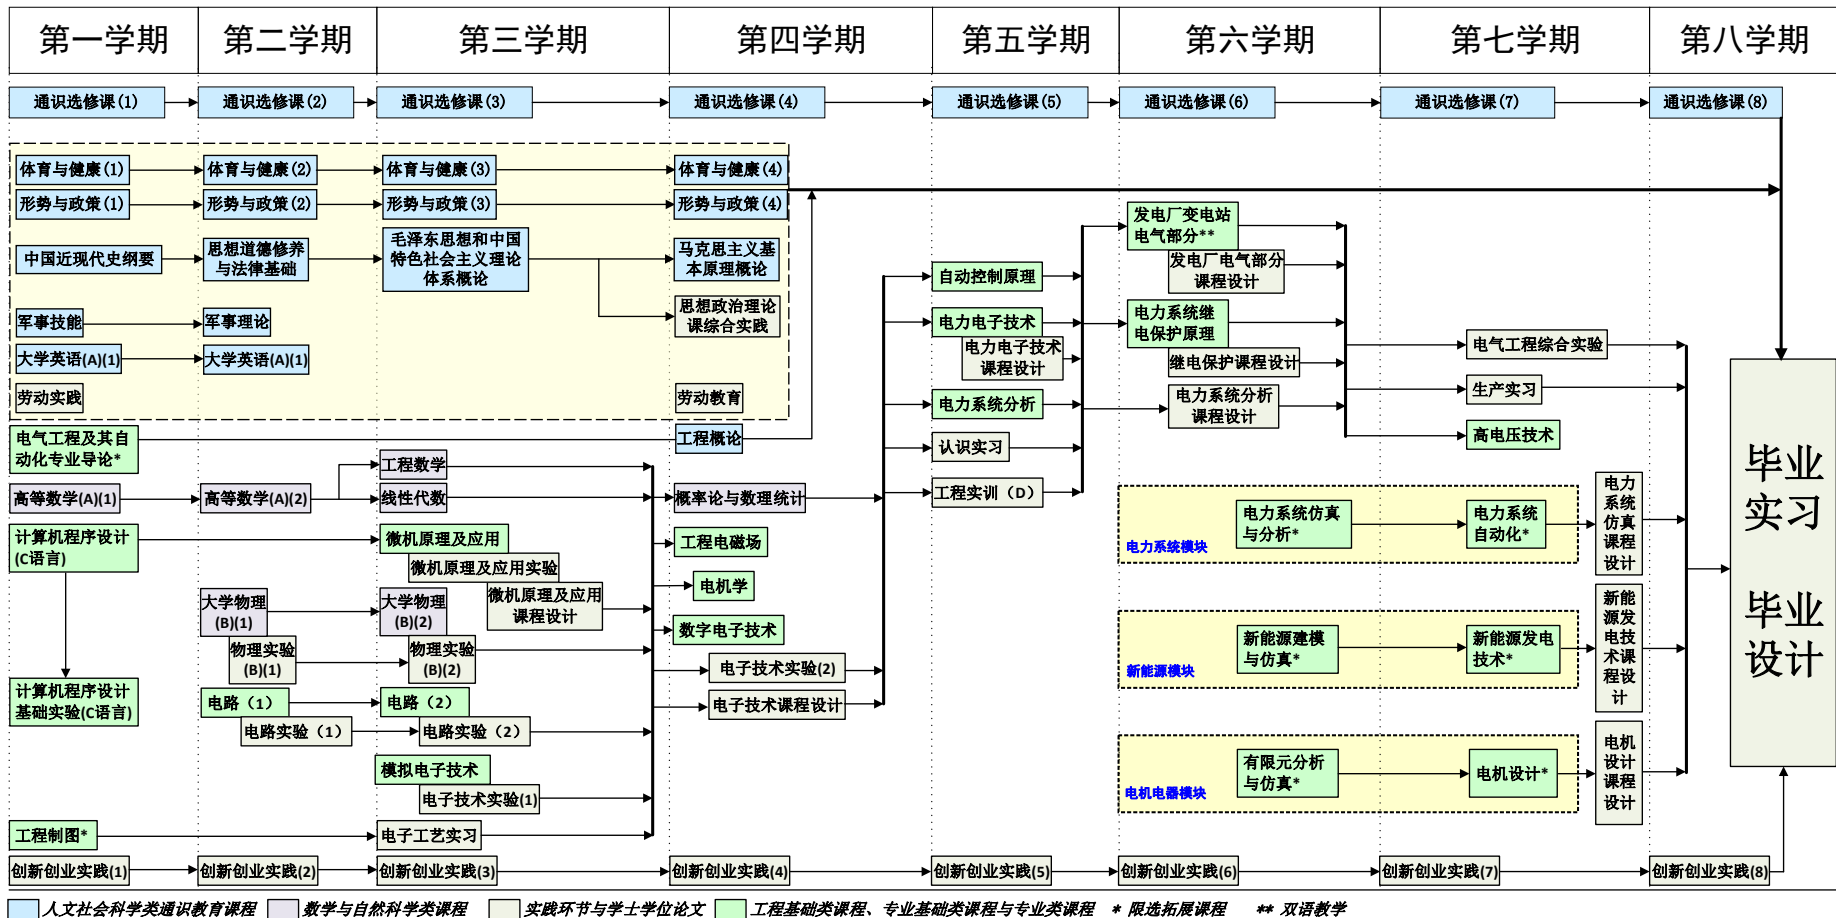 第一学期
第二学期
第三学期
第四学期
第五学期
第六学期
第七学期
第八学期
通识选修课(1)
通识选修课(2)
通识选修课(3)
通识选修课(4)
通识选修课(5)
通识选修课(6)
通识选修课(7)
通识选修课(8)
体育与健康(1)
体育与健康(2)
体育与健康(3)
体育与健康(4)
形势与政策(1)
形势与政策(2)
形势与政策(3)
形势与政策(4)
中国近现代史纲要
思想道德修养
与法律基础
毛泽东思想和中国
特色社会主义理论
体系概论
马克思主义基
本原理概论
思想政治理论
课综合实践
军事技能
军事理论
大学英语(A)(1)
大学英语(A)(1)
劳动实践
劳动教育
电气工程及其自
动化专业导论*
工程概论
高等数学(A)(1)
高等数学(A)(2)
工程数学
线性代数
概率论与数理统计
计算机程序设计
(C语言)
微机原理及应用
微机原理及应用实验
微机原理及应用
课程设计
工程电磁场
电机学
数字电子技术
大学物理
(B)(1)
大学物理
(B)(2)
物理实验
(B)(1)
物理实验
(B)(2)
电子技术实验(2)
电子技术课程设计
计算机程序设计
基础实验(C语言)
电路（1）
电路（2）
电路实验（1）
电路实验（2）
模拟电子技术
电子技术实验(1)
工程制图*
电子工艺实习
自动控制原理
电力电子技术
电力电子技术
课程设计
电力系统分析
认识实习
工程实训（D）
发电厂变电站
电气部分**
发电厂电气部分
课程设计
电力系统继
电保护原理
继电保护课程设计
电力系统分析
课程设计
电气工程综合实验
生产实习
高电压技术
电力系统模块
电力系统仿真
与分析*
电力系统
自动化*
电力
系统
仿真
课程
设计
新能源模块
新能源建模
与仿真*
新能源发电
技术*
新能
源发
电技
术课
程设
计
电机电器模块
有限元分析
与仿真*
电机设计*
电机
设计
课程
设计
毕业
实习
毕业
设计
创新创业实践(1)
创新创业实践(2)
创新创业实践(3)
创新创业实践(4)
创新创业实践(5)
创新创业实践(6)
创新创业实践(7)
创新创业实践(8)
人文社会科学类通识教育课程
数学与自然科学类课程
实践环节与学士学位论文
工程基础类课程、专业基础类课程与专业类课程
* 限选拓展课程
** 双语教学